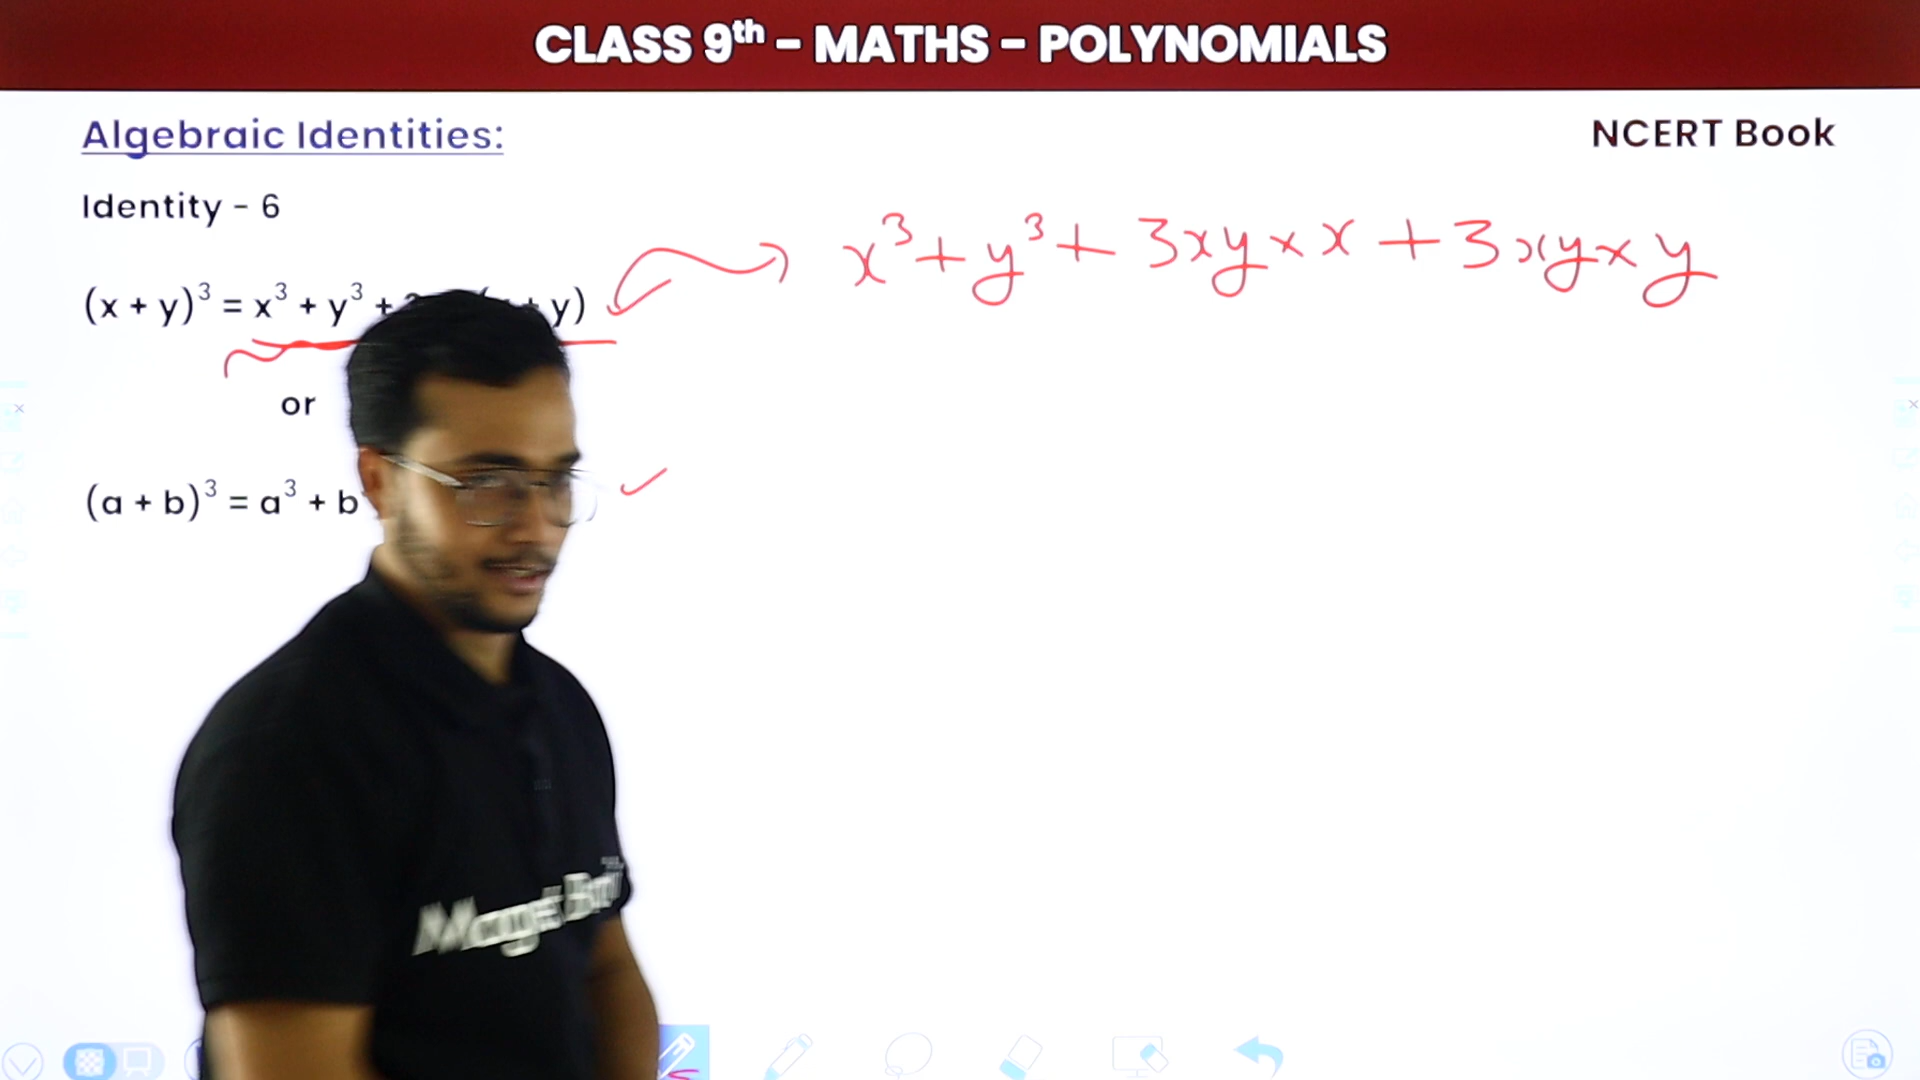 CLASS 9th – MATHS – POLYNOMIALS
Algebraic Identities:
NCERT Book
Identity - 6
x³ + y³ + 3xy × x + 3xy × y
(x + y)³ = x³ + y³ + y)
or
(a + b)³ = a³ + b )